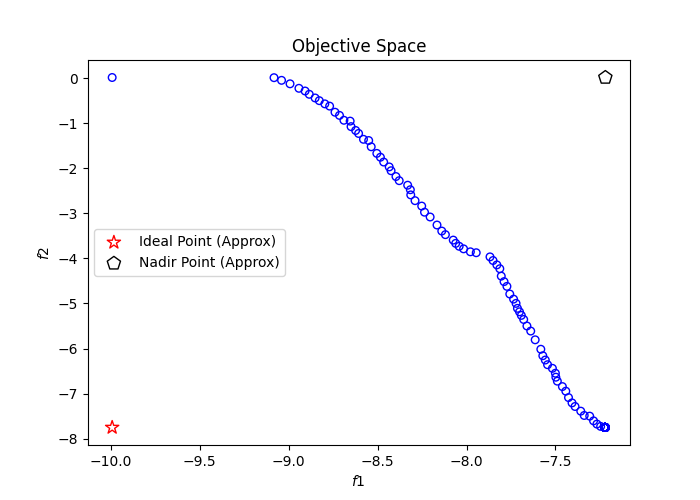 Objective Space
0
−1
−2
−3
−4
−5
−6
−7
−8
f2
Ideal Point (Approx)
Nadir Point (Approx)
−10.0 −9.5 −9.0 −8.5 −8.0 −7.5
f1